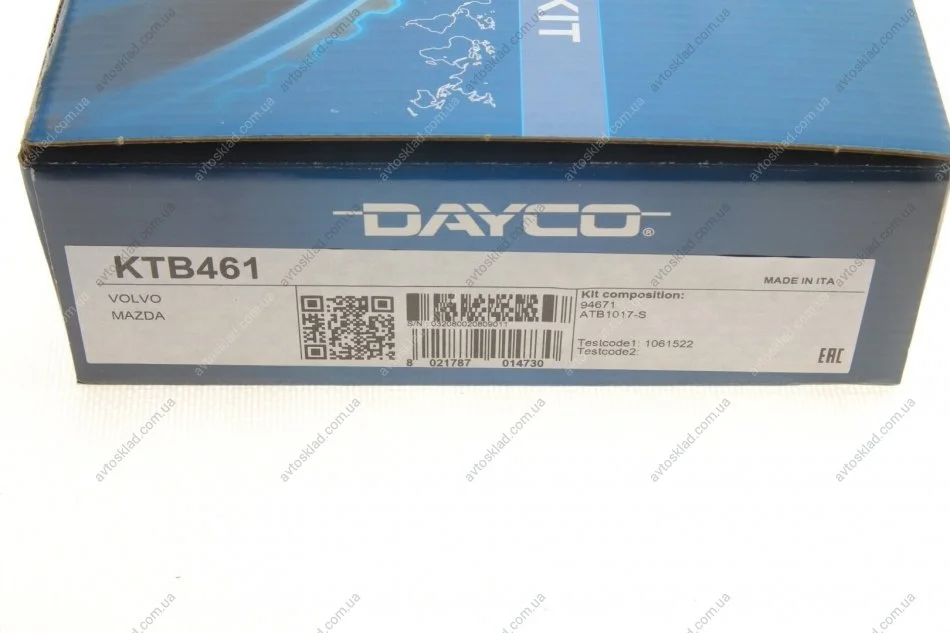 KIT
DAYCO®
KTB461
MADE IN ITA
VOLVO
MAZDA
S/N : 032080020809011
8 021787 014730
Kit composition:
94671
ATB1017-S
Testcode1: 1061522
Testcode2:
EAC
avtosklad.com.ua